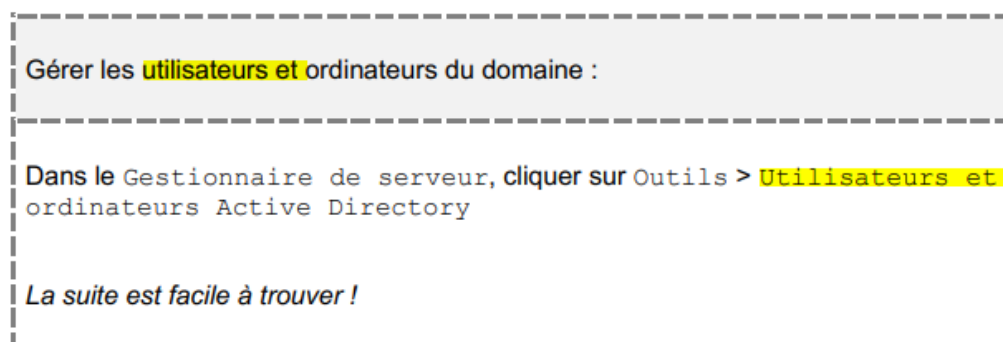 Gérer les utilisateurs et ordinateurs du domaine :
Dans le Gestionnaire de serveur, cliquer sur Outils > Utilisateurs et
ordinateurs Active Directory
La suite est facile à trouver !